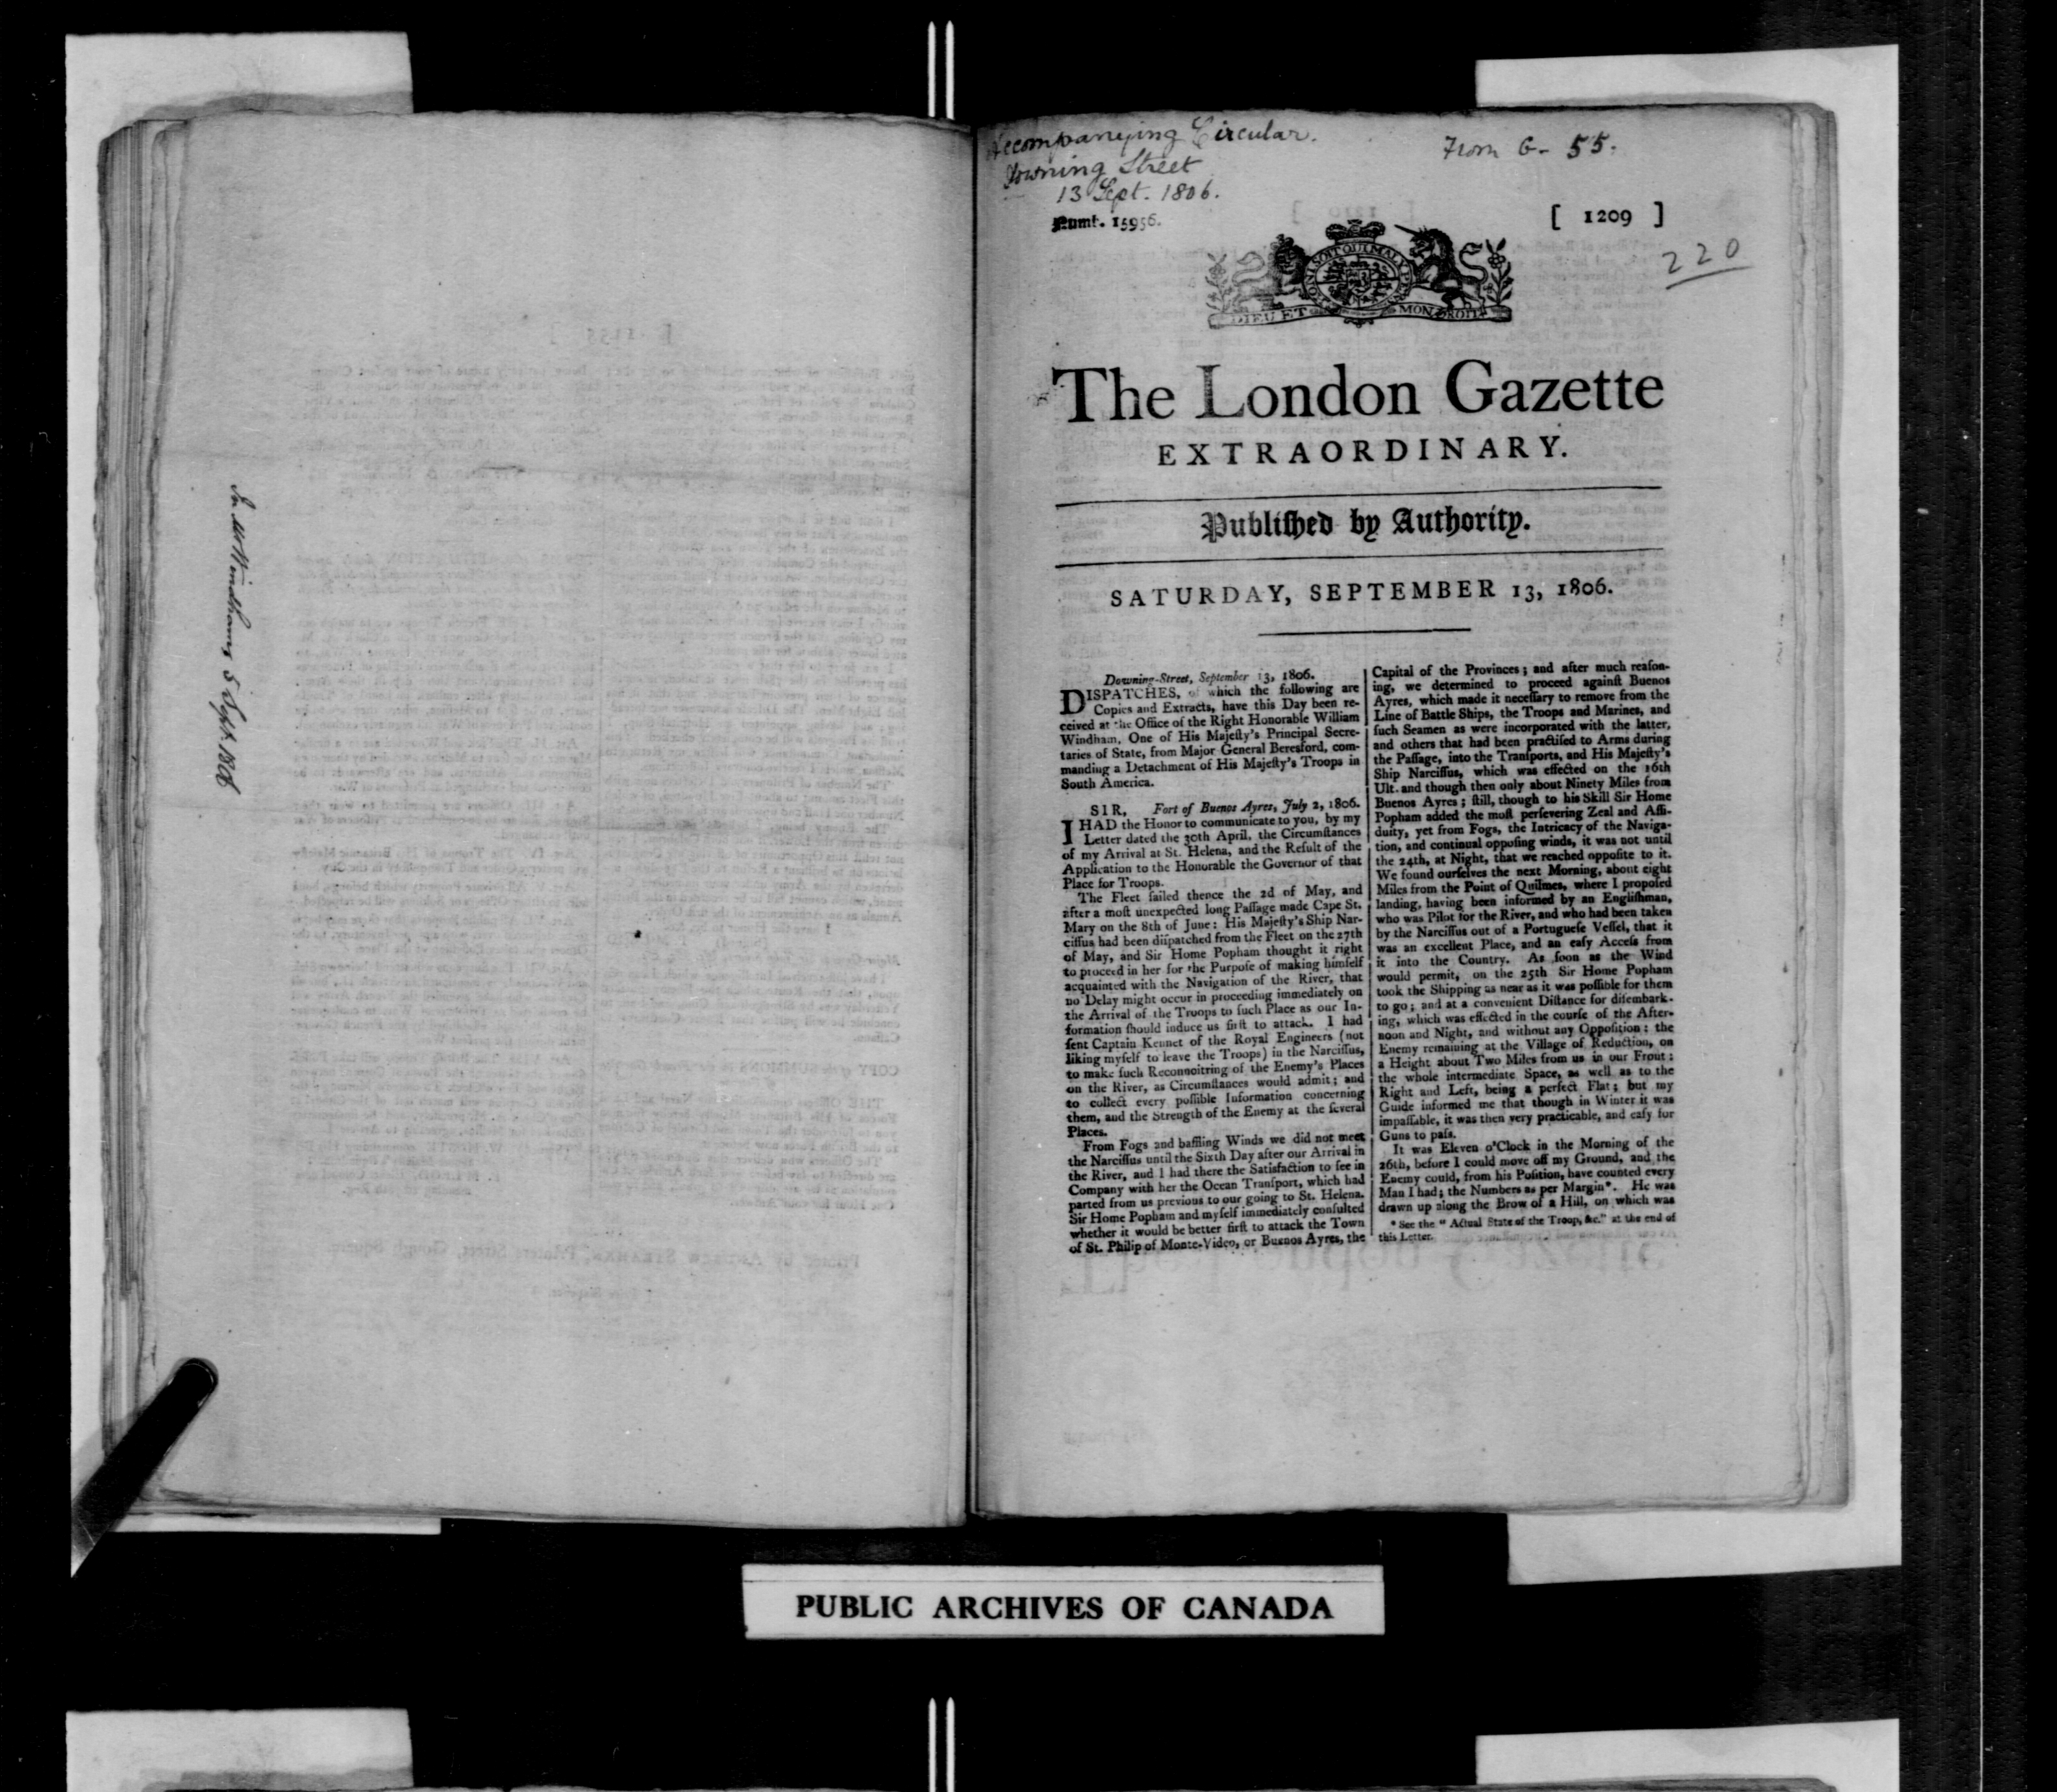 In Mr Windham's 5 Sept. 1806
Accompanying Circular.
Downing Street
13 Sept. 1806.
From G- 55.
Numb. 15956.
[ 1209 ]
220
HONI SOIT QUI MAL Y PENSE
DIEU ET MON DROIT
The London Gazette
EXTRAORDINARY.
Publiſhed by Authority.
SATURDAY, SEPTEMBER 13, 1806.
Downing-Street, September 13, 1806.
DISPATCHES, of which the following are
Copies and Extracts, have this Day been re-
ceived at the Office of the Right Honorable William
Windham, One of His Majeſty's Principal Secre-
taries of State, from Major General Beresford, com-
manding a Detachment of His Majeſty's Troops in
South America.
SIR, Fort of Buenos Ayres, July 2, 1806.
I HAD the Honor to communicate to you, by my
Letter dated the 30th April, the Circumſtances
of my Arrival at St. Helena, and the Reſult of the
Application to the Honorable the Governor of that
Place for Troops.
The Fleet ſailed thence the 2d of May, and
after a moſt unexpected long Paſſage made Cape St.
Mary on the 8th of June: His Majeſty's Ship Nar-
ciſſus had been diſpatched from the Fleet on the 27th
of May, and Sir Home Popham thought it right
to proceed in her for the Purpoſe of making himſelf
acquainted with the Navigation of the River, that
no Delay might occur in proceeding immediately on
the Arrival of the Troops to ſuch Place as our In-
formation ſhould induce us firſt to attack. I had
ſent Captain Kennet of the Royal Engineers (not
liking myſelf to leave the Troops) in the Narciſſus,
to make ſuch Reconnoitring of the Enemy's Places
on the River, as Circumſtances would admit; and
to collect every poſſible Information concerning
them, and the Strength of the Enemy at the ſeveral
Places.
From Fogs and baffling Winds we did not meet
the Narciſſus until the Sixth Day after our Arrival in
the River, and I had there the Satisfaction to ſee in
Company with her the Ocean Tranſport, which had
parted from us previous to our going to St. Helena.
Sir Home Popham and myſelf immediately conſulted
whether it would be better firſt to attack the Town
of St. Philip of Monte-Video, or Buenos Ayres, the
Capital of the Provinces; and after much reaſon-
ing, we determined to proceed againſt Buenos
Ayres, which made it neceſſary to remove from the
Line of Battle Ships, the Troops and Marines, and
ſuch Seamen as were incorporated with the latter,
and others that had been practiſed to Arms during
the Paſſage, into the Tranſports, and His Majeſty's
Ship Narciſſus, which was effected on the 16th
Ult. and though then only about Ninety Miles from
Buenos Ayres; ſtill, though to his Skill Sir Home
Popham added the moſt perſevering Zeal and Aſſi-
duity, yet from Fogs, the Intricacy of the Naviga-
tion, and continual oppoſing winds, it was not until
the 24th, at Night, that we reached oppoſite to it.
We found ourſelves the next Morning, about eight
Miles from the Point of Quilmes, where I propoſed
landing, having been informed by an Engliſhman,
who was Pilot for the River, and who had been taken
by the Narciſſus out of a Portugueſe Veſſel, that it
was an excellent Place, and an eaſy Acceſs from
it into the Country. As ſoon as the Wind
would permit, on the 25th Sir Home Popham
took the Shipping as near as it was poſſible for them
to go; and at a convenient Diſtance for diſembark-
ing, which was effected in the courſe of the After-
noon and Night, and without any Oppoſition: the
Enemy remaining at the Village of Reduction, on
a Height about Two Miles from us in our Front:
the whole intermediate Space, as well as to the
Right and Left, being a perfect Flat; but my
Guide informed me that though in Winter it was
impaſſable, it was then very practicable, and eaſy for
Guns to paſs.
It was Eleven o'Clock in the Morning of the
26th, before I could move off my Ground, and the
Enemy could, from his Poſition, have counted every
Man I had; the Numbers as per Margin*. He was
drawn up along the Brow of a Hill, on which was
* See the "Actual State of the Troop, &c." at the end of
this Letter.
PUBLIC ARCHIVES OF CANADA